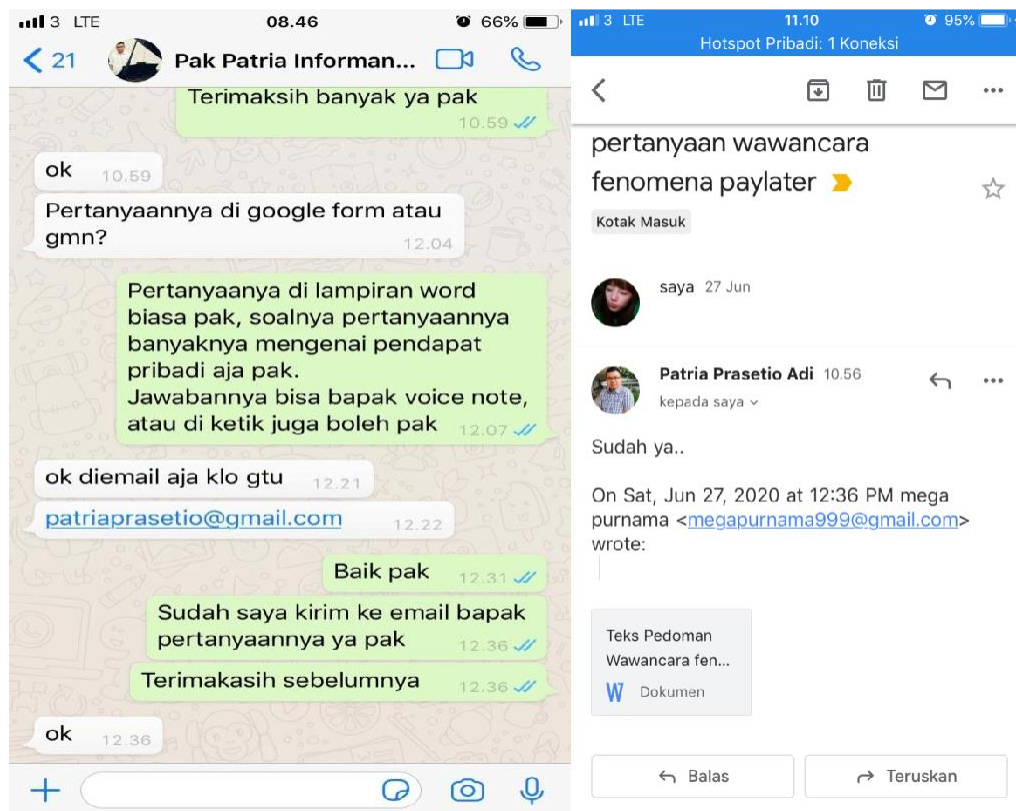 3 LTE 08.46 66%
21 Pak Patria Informan...
Terimaksih banyak ya pak
10.59
ok 10.59
Pertanyaannya di google form atau
gmn? 12.04
Pertanyaanya di lampiran word
biasa pak, soalnya pertanyaannya
banyaknya mengenai pendapat
pribadi aja pak.
Jawabannya bisa bapak voice note,
atau di ketik juga boleh pak 12.07
ok diemail aja klo gtu 12.21
patriaprasetio@gmail.com 12.22
Baik pak 12.31
Sudah saya kirim ke email bapak
pertanyaannya ya pak 12.36
Terimakasih sebelumnya 12.36
ok 12.36
3 LTE 11.10 95%
Hotspot Pribadi: 1 Koneksi
pertanyaan wawancara
fenomena paylater
Kotak Masuk
saya 27 Jun
Patria Prasetio Adi 10.56
kepada saya
Sudah ya..
On Sat, Jun 27, 2020 at 12:36 PM mega
purnama <megapurnama999@gmail.com>
wrote:
Teks Pedoman
Wawancara fen...
W Dokumen
Balas
Teruskan